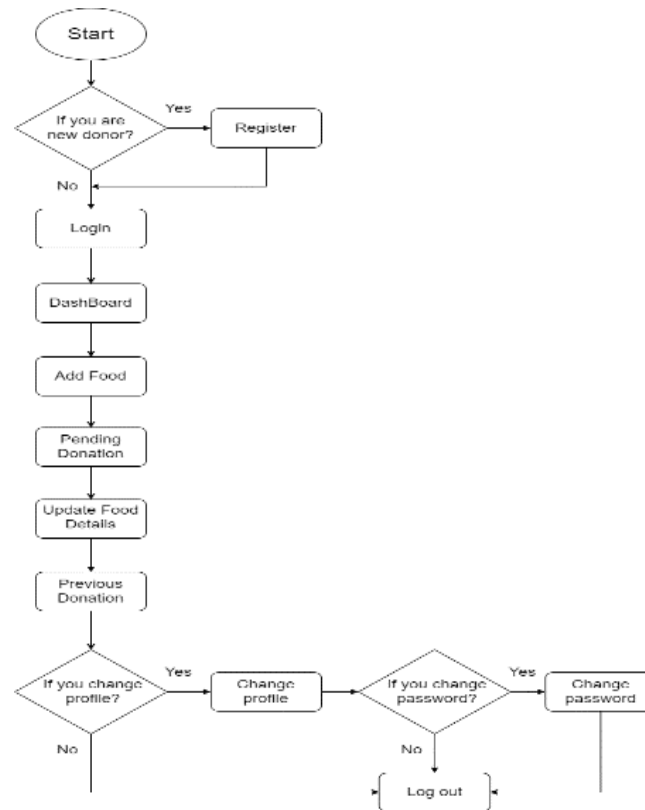 Start
If you are
new donor?
Yes
Register
No
LogIn
DashBoard
Add Food
Pending
Donation
Update Food
Details
Previous
Donation
If you change
profile?
Yes
Change
profile
If you change
password?
Yes
Change
password
No
No
Log out